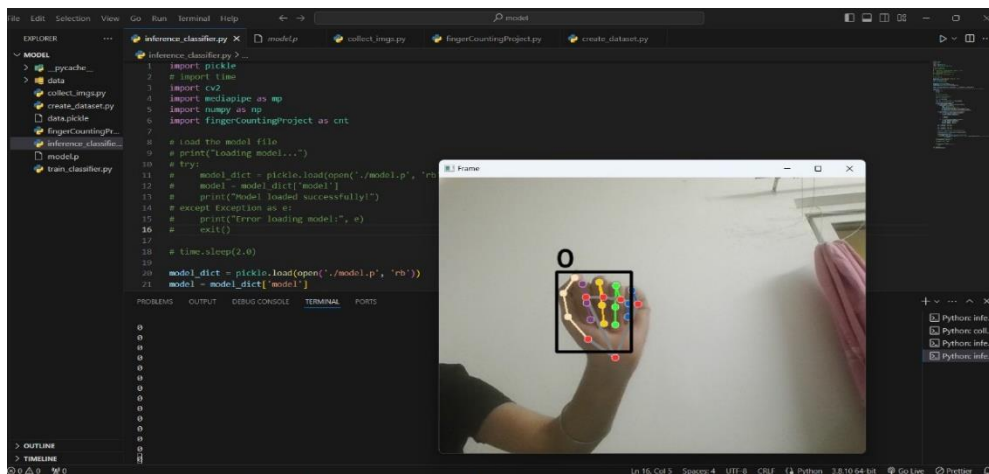 File Edit Selection View Go Run Terminal Help
model
EXPLORER
inference_classifier.py
model.p
collect_imgs.py
fingerCountingProject.py
create_dataset.py
MODEL
__pycache__
data
collect_imgs.py
create_dataset.py
data.pickle
fingerCountingPr...
inference_classifie...
model.p
train_classifier.py
inference_classifier.py > ...
1 import pickle
2 # import time
3 import cv2
4 import mediapipe as mp
5 import numpy as np
6 import fingerCountingProject as cnt
7
8 # Load the model file
9 # print("Loading model...")
10 # try:
11 #     model_dict = pickle.load(open('./model.p', 'rb
12 #     model = model_dict['model']
13 #     print("Model loaded successfully!")
14 # except Exception as e:
15 #     print("Error loading model:", e)
16 #     exit()
17
18 # time.sleep(2.0)
19
20 model_dict = pickle.load(open('./model.p', 'rb'))
21 model = model_dict['model']
Frame
0
PROBLEMS OUTPUT DEBUG CONSOLE TERMINAL PORTS
0
0
0
0
0
0
0
0
0
0
0
0
0
0
Python: infe...
Python: coll...
Python: infe...
Python: infe...
OUTLINE
TIMELINE
0 0 0
Ln 16, Col 5 Spaces: 4 UTF-8 CRLF Python 3.8.10 64-bit Go Live Prettier